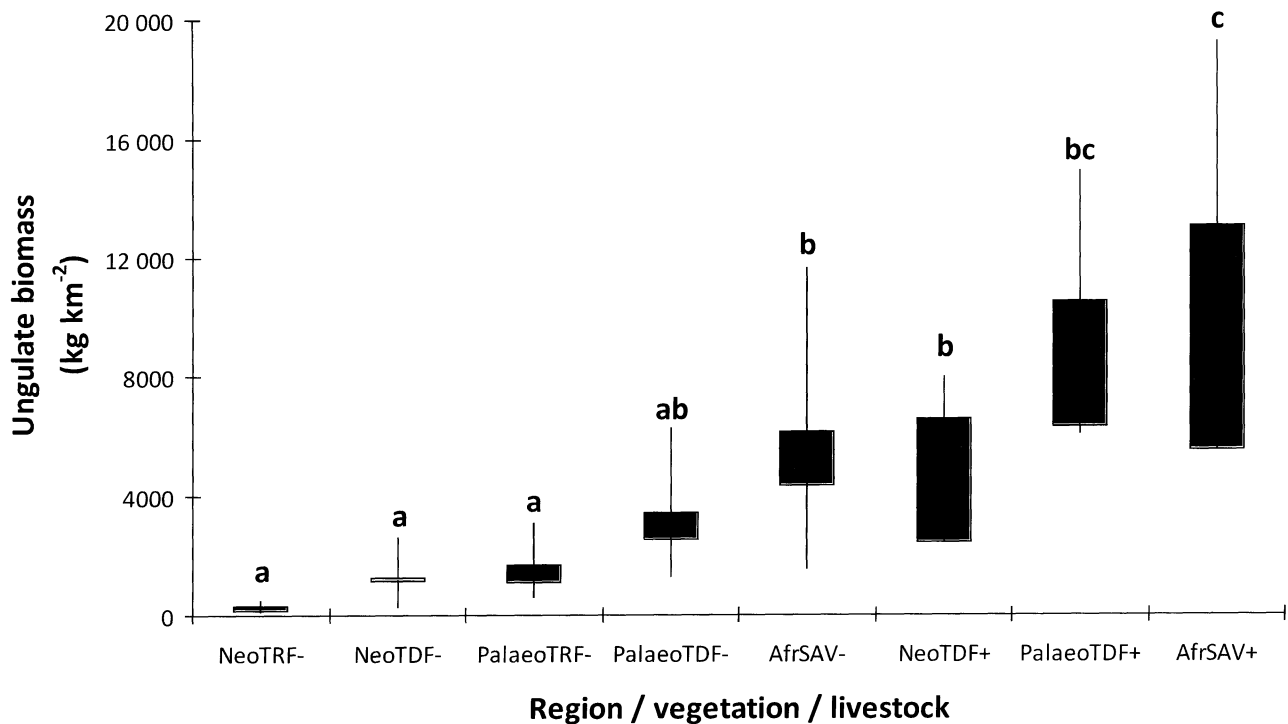 20 000
16 000
12 000
8000
4000
0
Ungulate biomass
(kg km-2)
a
a
a
ab
b
b
bc
c
NeoTRF-
NeoTDF-
PalaeoTRF-
PalaeoTDF-
AfrSAV-
NeoTDF+
PalaeoTDF+
AfrSAV+
Region / vegetation / livestock